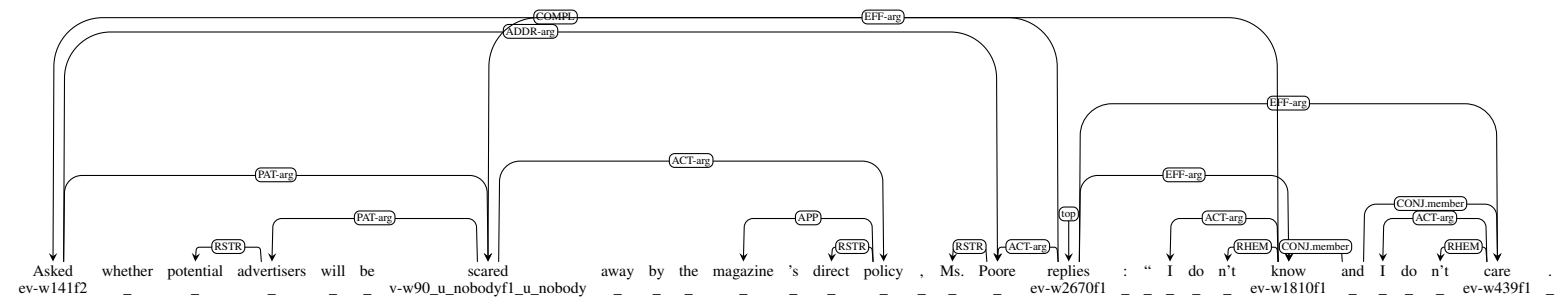 COMPL EFF-arg
ADDR-arg
EFF-arg
ACT-arg
PAT-arg EFF-arg
CONJ.member
top
PAT-arg APP ACT-arg ACT-arg
RSTR RSTR RSTR ACT-arg RHEM CONJ.member RHEM
Asked whether potential advertisers will be scared away by the magazine 's direct policy , Ms. Poore replies : “ I do n't know and I do n't care .
ev-w141f2 _ _ _ _ _ v-w90_u_nobodyf1_u_nobody _ _ _ _ _ _ _ _ _ _ ev-w2670f1 _ _ _ _ _ ev-w1810f1 _ _ _ _ ev-w439f1 _